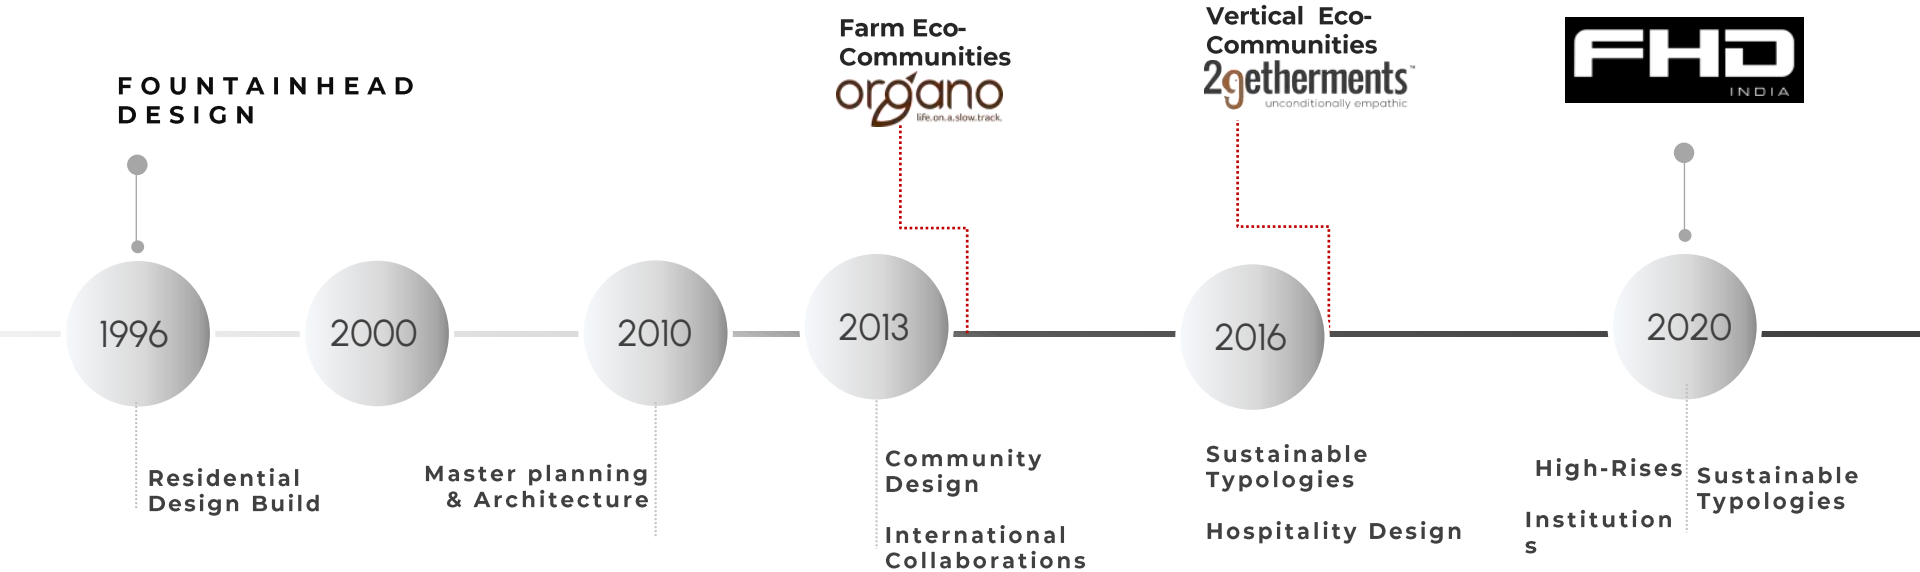 FOUNTAINHEAD
DESIGN
Farm Eco-
Communities
organo
life.on.a.slow.track.
Vertical Eco-
Communities
2getherments™
unconditionally empathic
FHD
INDIA
1996
2000
2010
2013
2016
2020
Residential
Design Build
Master planning
& Architecture
Community
Design
International
Collaborations
Sustainable
Typologies
Hospitality Design
High-Rises
Institution
s
Sustainable
Typologies